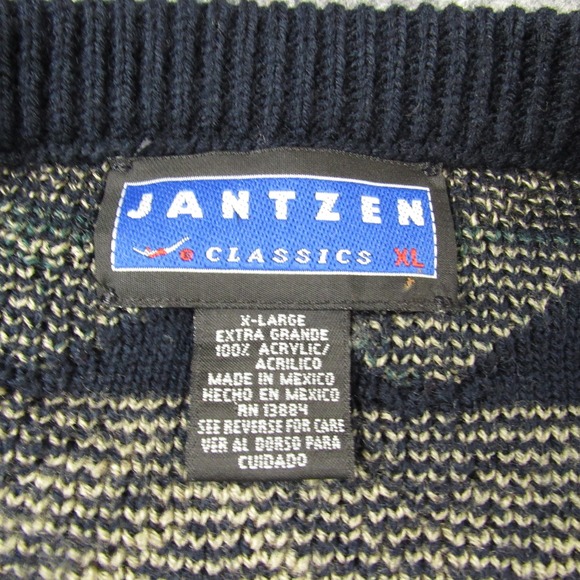 JANTZEN
® CLASSICS XL
X-LARGE
EXTRA GRANDE
100% ACRYLIC/
ACRILICO
MADE IN MEXICO
HECHO EN MEXICO
RN 13884
SEE REVERSE FOR CARE
VER AL DORSO PARA
CUIDADO